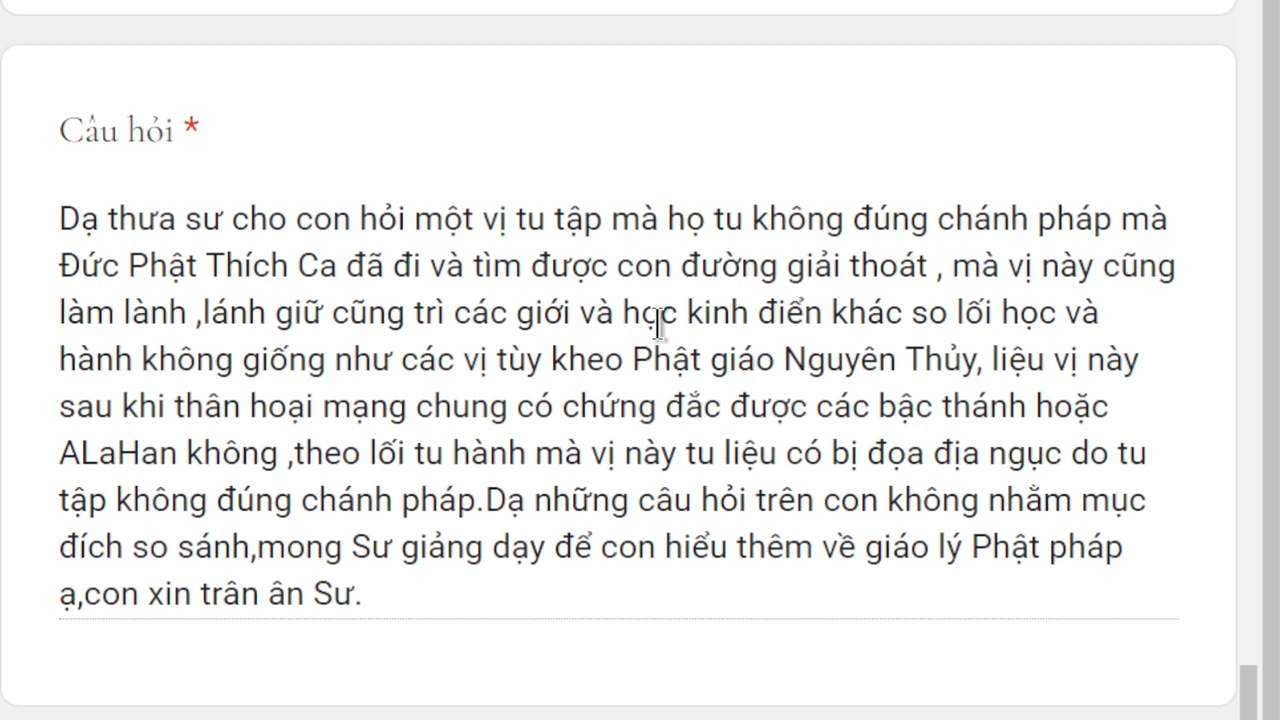 Câu hỏi *
Dạ thưa sư cho con hỏi một vị tu tập mà họ tu không đúng chánh pháp mà
Đức Phật Thích Ca đã đi và tìm được con đường giải thoát , mà vị này cũng
làm lành ,lánh giữ cũng trì các giới và học kinh điển khác so lối học và
hành không giống như các vị tùy kheo Phật giáo Nguyên Thủy, liệu vị này
sau khi thân hoại mạng chung có chứng đắc được các bậc thánh hoặc
ALaHan không ,theo lối tu hành mà vị này tu liệu có bị đọa địa ngục do tu
tập không đúng chánh pháp.Dạ những câu hỏi trên con không nhằm mục
đích so sánh,mong Sư giảng dạy để con hiểu thêm về giáo lý Phật pháp
ạ,con xin trân ân Sư.